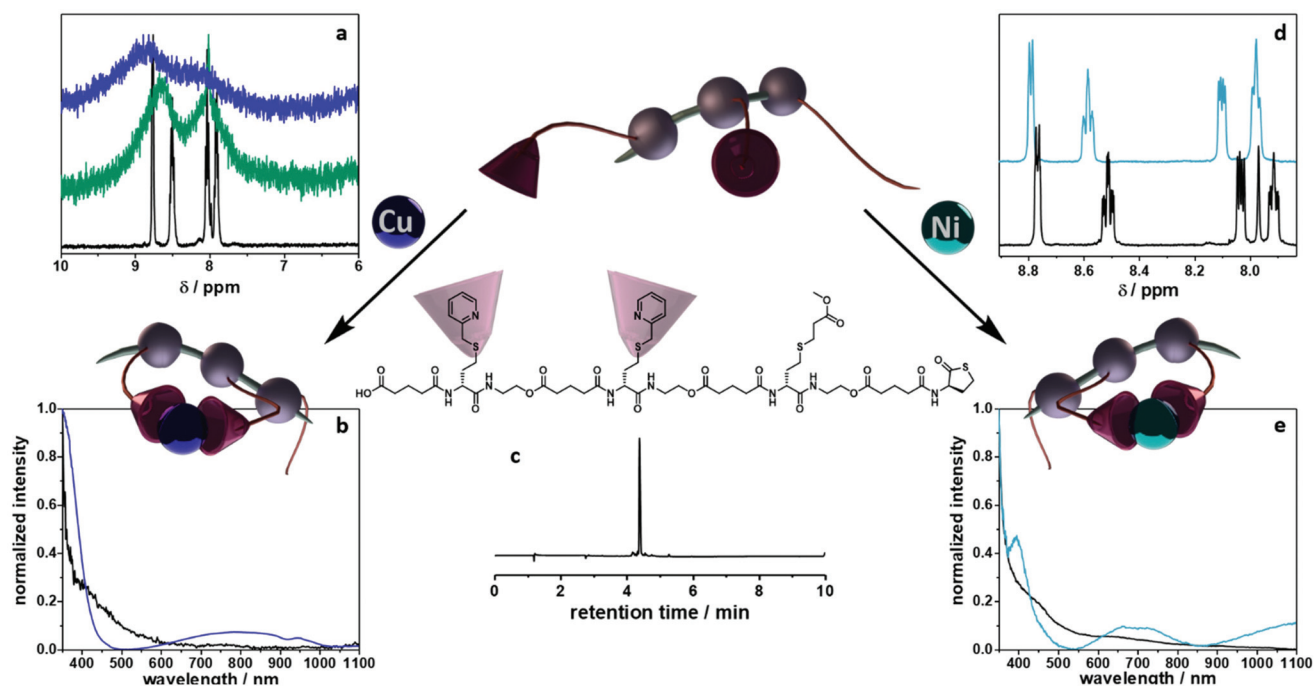 a
10 9 8 7 6
δ / ppm
d
8.8 8.6 8.4 8.2 8.0
δ / ppm
Cu
Ni
N
N
O
O
S
S
S
O
O
O
O
O
O
O
O
S
HO
N
H
O
H
N
O
O
N
H
O
H
N
O
O
N
H
O
H
N
O
O
N
H
b
1.0
0.8
0.6
0.4
0.2
0.0
normalized intensity
400 500 600 700 800 900 1000 1100
wavelength / nm
c
0 2 4 6 8 10
retention time / min
e
1.0
0.8
0.6
0.4
0.2
0.0
normalized intensity
400 500 600 700 800 900 1000 1100
wavelength / nm